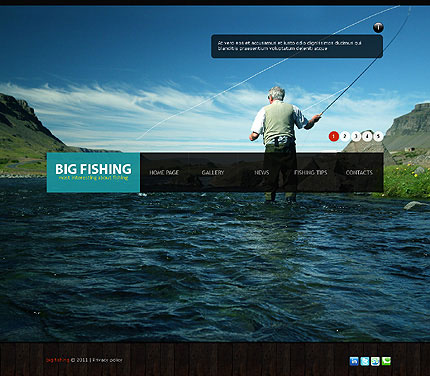 At vero eos et accusamus et iusto odio dignissimos ducimus qui
blanditiis praesentium voluptatum deleniti atque
1 2 3 4 5
BIG FISHING
most interesting about fishing
HOME PAGE GALLERY NEWS FISHING TIPS CONTACTS
Big Fishing © 2011 | Privacy policy